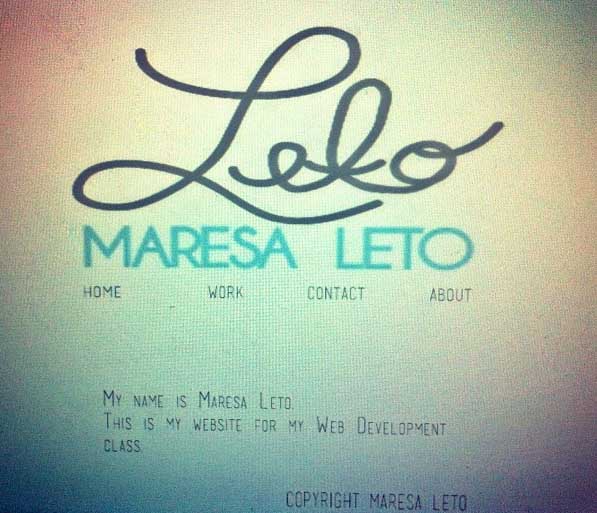 Leto
MARESA LETO
HOME WORK CONTACT ABOUT
MY NAME IS MARESA LETO.
THIS IS MY WEBSITE FOR MY WEB DEVELOPMENT
CLASS.
COPYRIGHT MARESA LETO